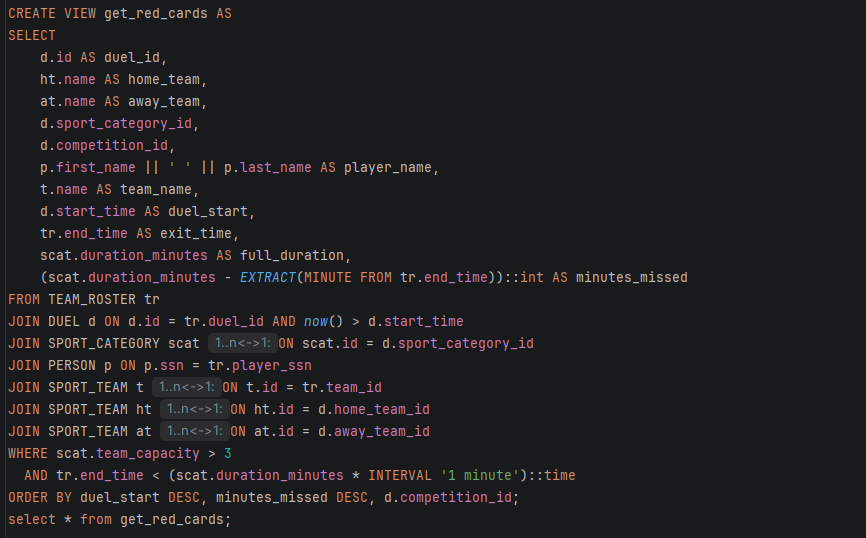 CREATE VIEW get_red_cards AS
SELECT
    d.id AS duel_id,
    ht.name AS home_team,
    at.name AS away_team,
    d.sport_category_id,
    d.competition_id,
    p.first_name || ' ' || p.last_name AS player_name,
    t.name AS team_name,
    d.start_time AS duel_start,
    tr.end_time AS exit_time,
    scat.duration_minutes AS full_duration,
    (scat.duration_minutes - EXTRACT(MINUTE FROM tr.end_time))::int AS minutes_missed
FROM TEAM_ROSTER tr
JOIN DUEL d ON d.id = tr.duel_id AND now() > d.start_time
JOIN SPORT_CATEGORY scat 1..n<->1: ON scat.id = d.sport_category_id
JOIN PERSON p ON p.ssn = tr.player_ssn
JOIN SPORT_TEAM t 1..n<->1: ON t.id = tr.team_id
JOIN SPORT_TEAM ht 1..n<->1: ON ht.id = d.home_team_id
JOIN SPORT_TEAM at 1..n<->1: ON at.id = d.away_team_id
WHERE scat.team_capacity > 3
  AND tr.end_time < (scat.duration_minutes * INTERVAL '1 minute')::time
ORDER BY duel_start DESC, minutes_missed DESC, d.competition_id;
select * from get_red_cards;